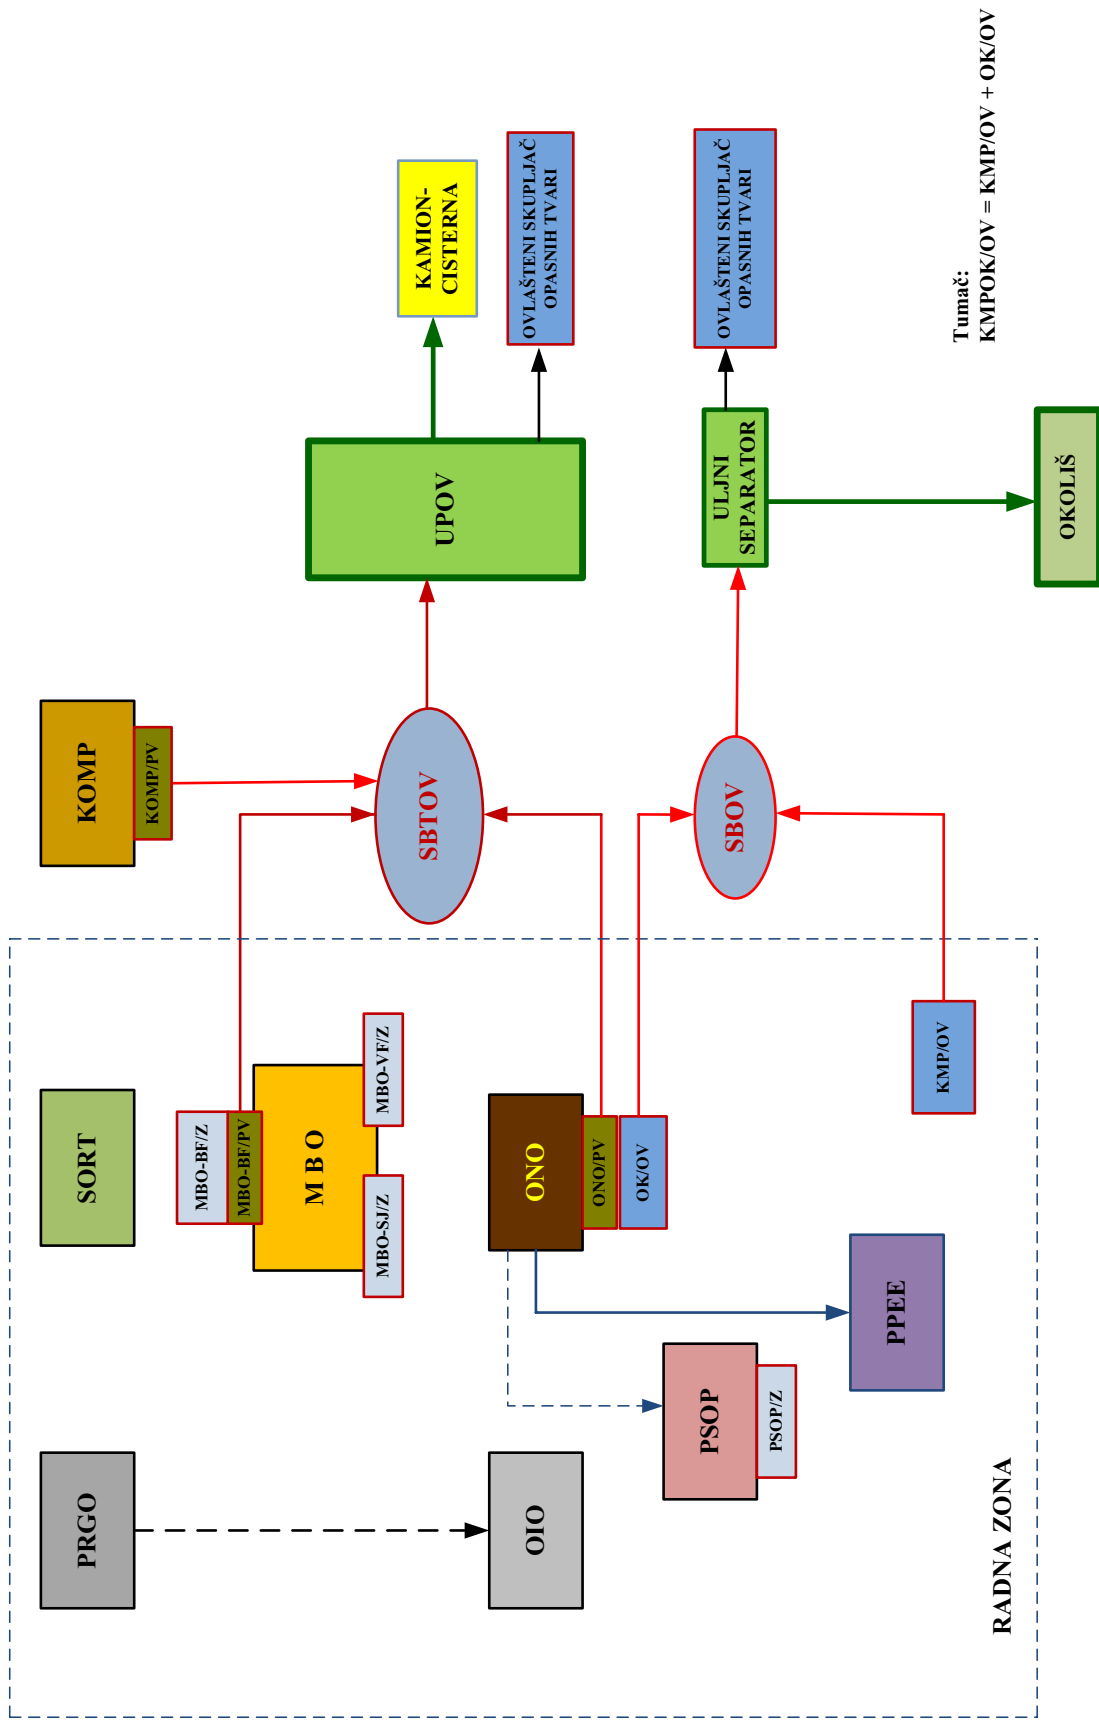 PRGO
SORT
KOMP
KOMP/PV
MBO-BF/Z
MBO-BF/PV
M B O
MBO-SJ/Z
MBO-VF/Z
SBTOV
UPOV
KAMION-
CISTERNA
OVLAŠTENI SKUPLJAČ
OPASNIH TVARI
OIO
ONO
ONO/PV
OK/OV
PSOP
PSOP/Z
SBOV
ULJNI
SEPARATOR
OVLAŠTENI SKUPLJAČ
OPASNIH TVARI
PPEE
KMP/OV
RADNA ZONA
OKOLIŠ
Tumač:
KMPOK/OV = KMP/OV + OK/OV